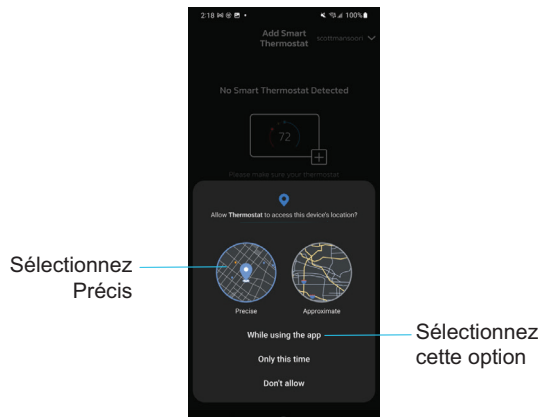 2:18
100%
Add Smart
Thermostat
scottmansoori
No Smart Thermostat Detected
72
Please make sure your thermostat
Allow Thermostat to access this device's location?
Sélectionnez
Précis
Precise
Approximate
While using the app
Sélectionnez
cette option
Only this time
Don't allow